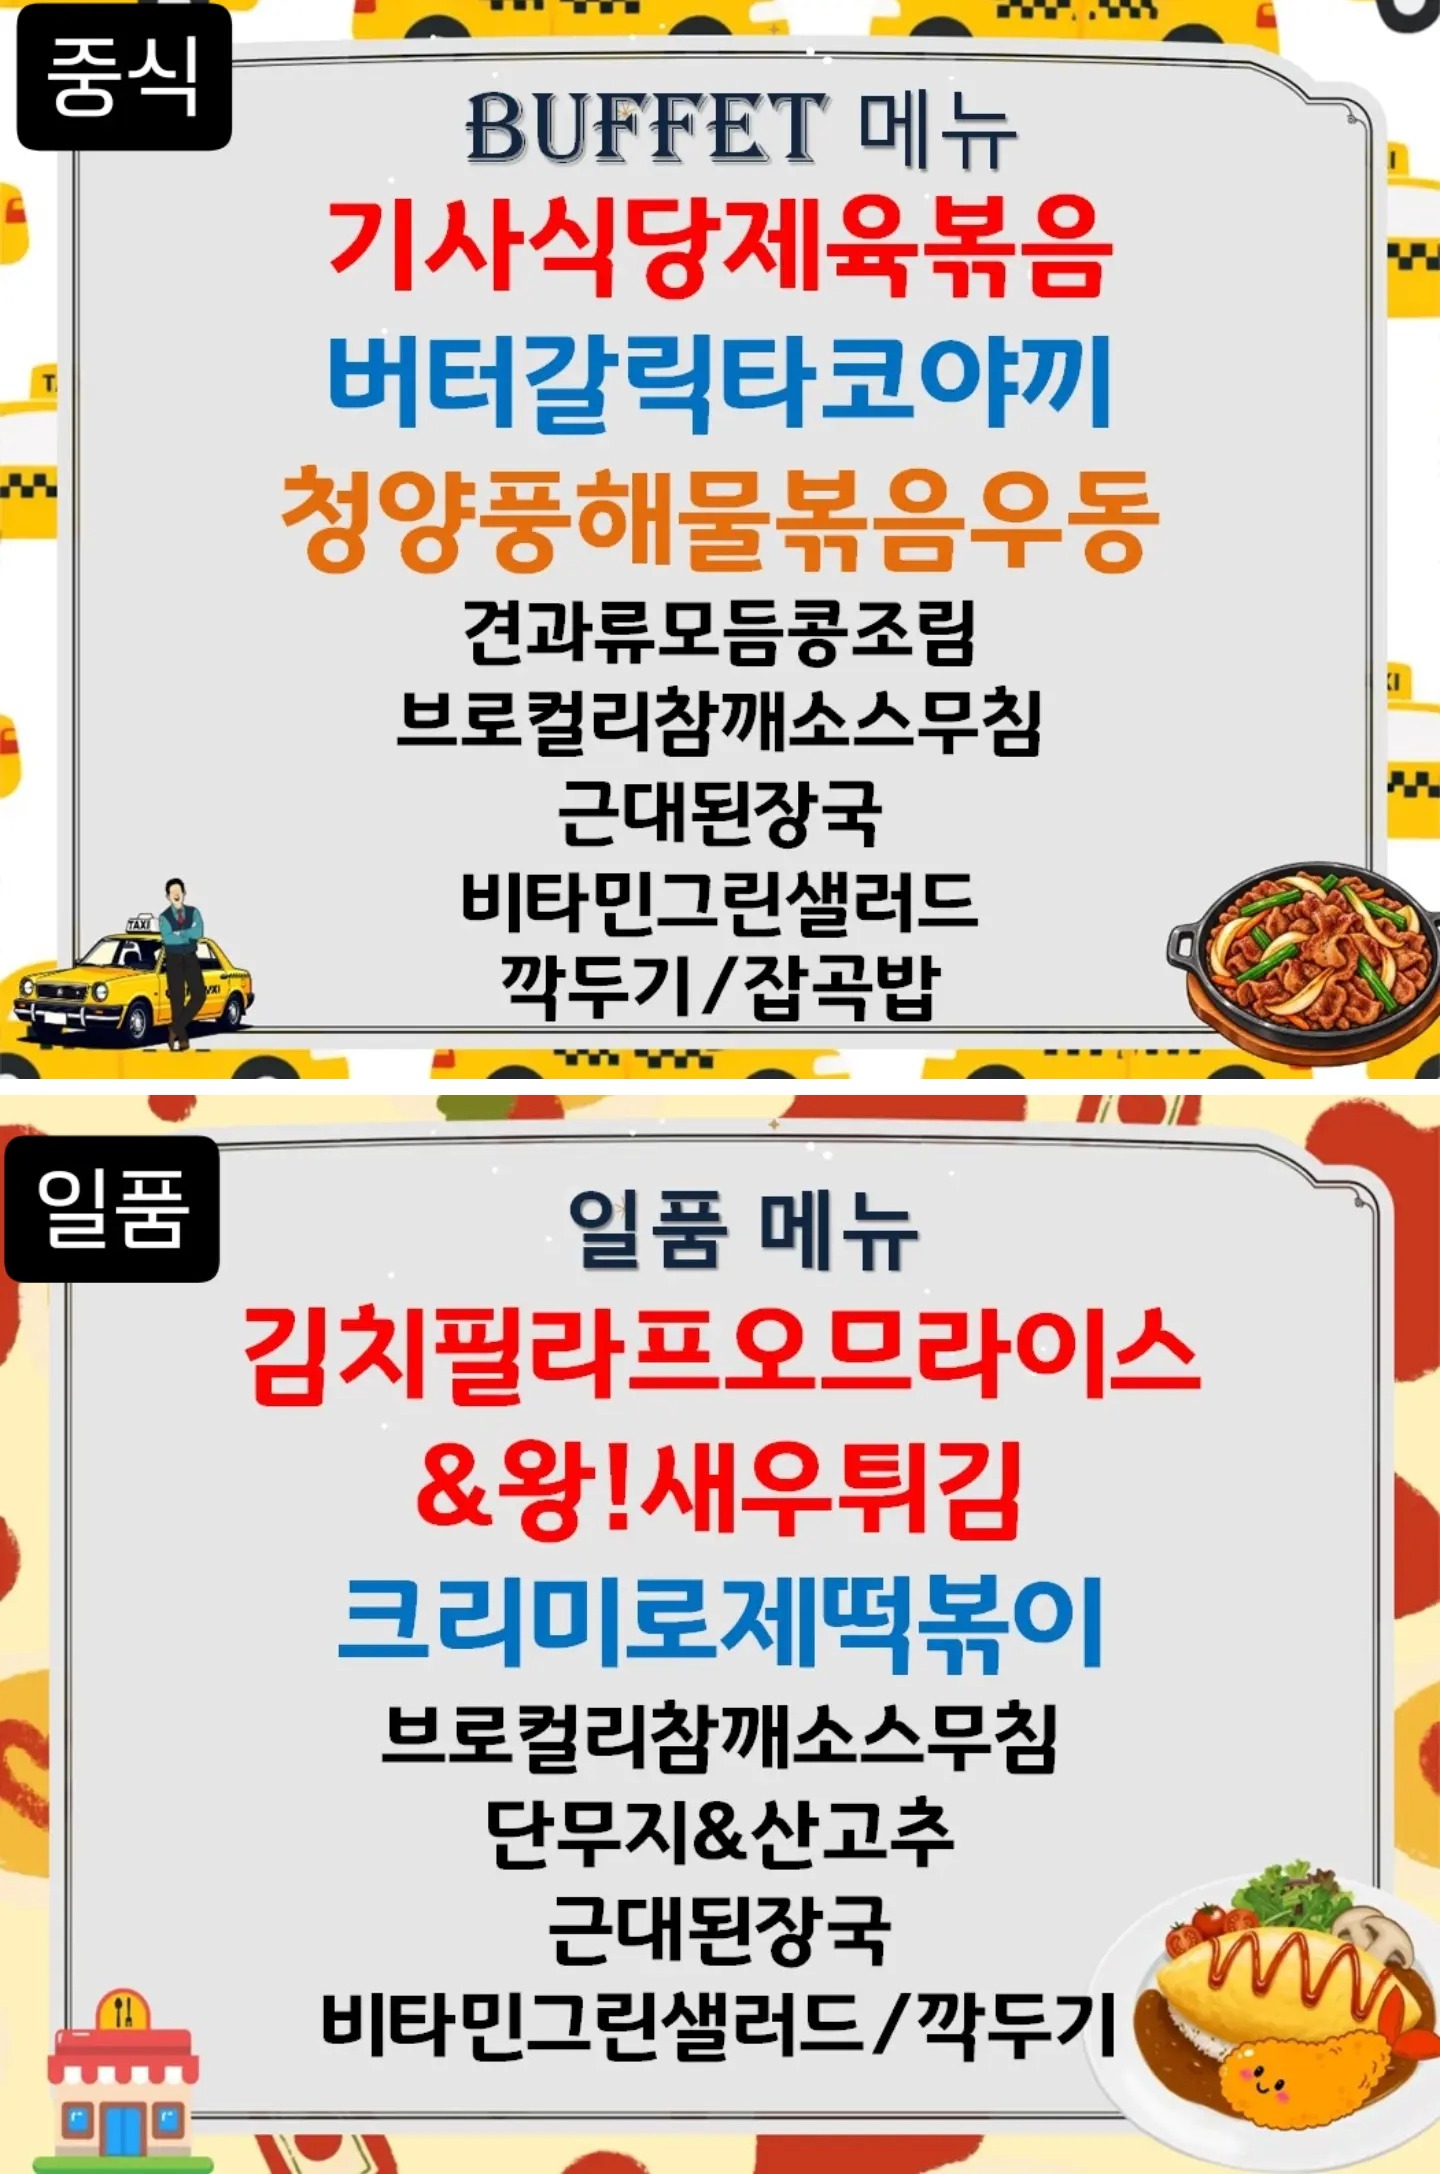 중식
BUFFET 메뉴
기사식당제육볶음
버터갈릭타코야끼
청양풍해물볶음우동
견과류모듬콩조림
브로컬리참깨소스무침
근대된장국
비타민그린샐러드
깍두기/잡곡밥
TAXI
일품
일품 메뉴
김치필라프오므라이스
&왕!새우튀김
크리미로제떡볶이
브로컬리참깨소스무침
단무지&산고추
근대된장국
비타민그린샐러드/깍두기